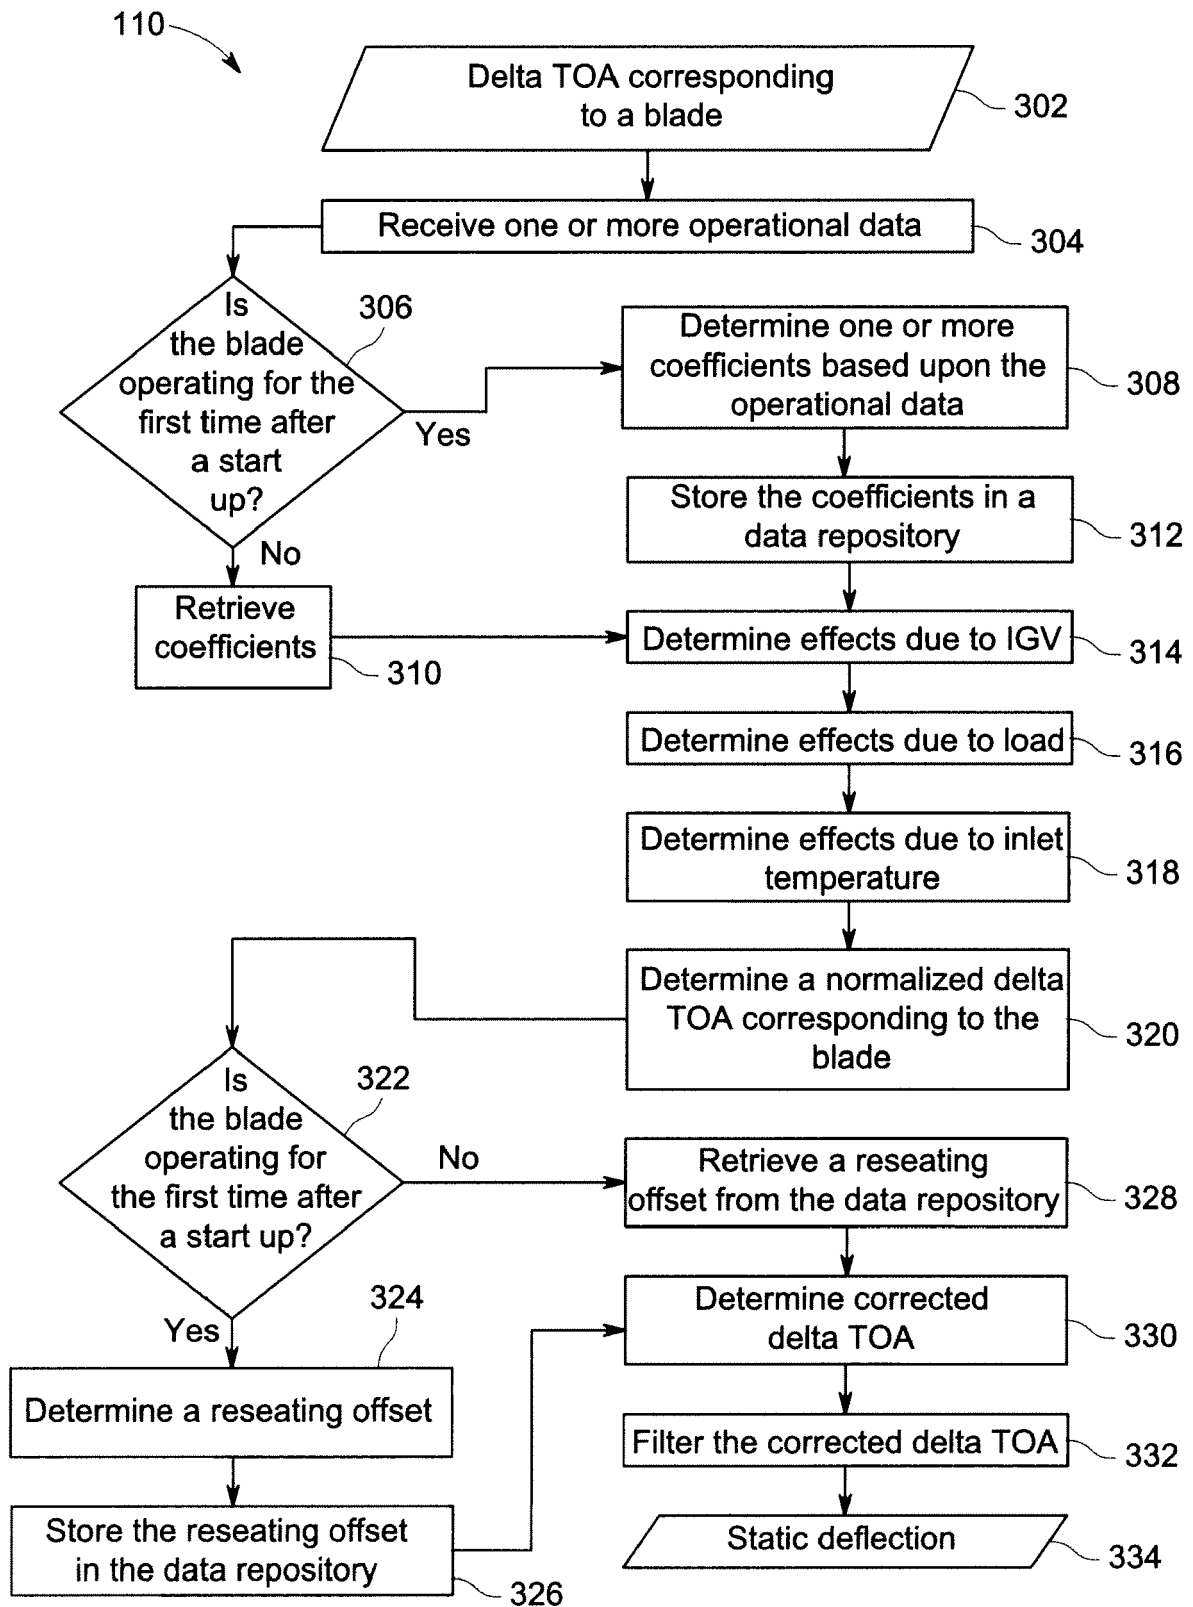 110
Delta TOA corresponding
to a blade
302
Receive one or more operational data
304
Is
the blade
operating for the
first time after
a start
up?
306
Yes
No
Determine one or more
coefficients based upon the
operational data
308
Store the coefficients in a
data repository
312
Retrieve
coefficients
310
Determine effects due to IGV
314
Determine effects due to load
316
Determine effects due to inlet
temperature
318
Determine a normalized delta
TOA corresponding to the
blade
320
Is
the blade
operating for
the first time after
a start up?
322
No
Yes
Retrieve a reseating
offset from the data repository
328
324
Determine a reseating offset
Store the reseating offset
in the data repository
326
Determine corrected
delta TOA
330
Filter the corrected delta TOA
332
Static deflection
334